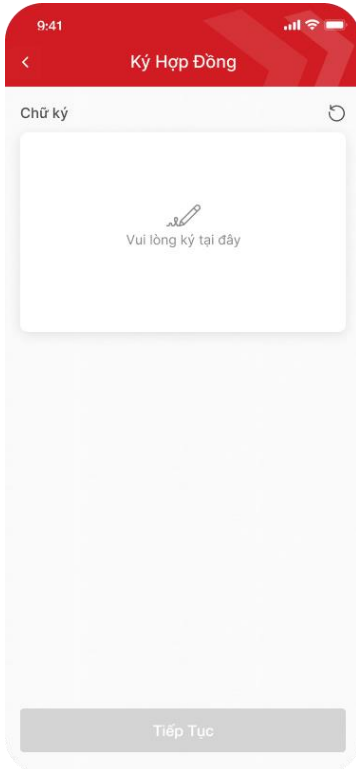 9:41
Ký Hợp Đồng
Chữ ký
Vui lòng ký tại đây
Tiếp Tục